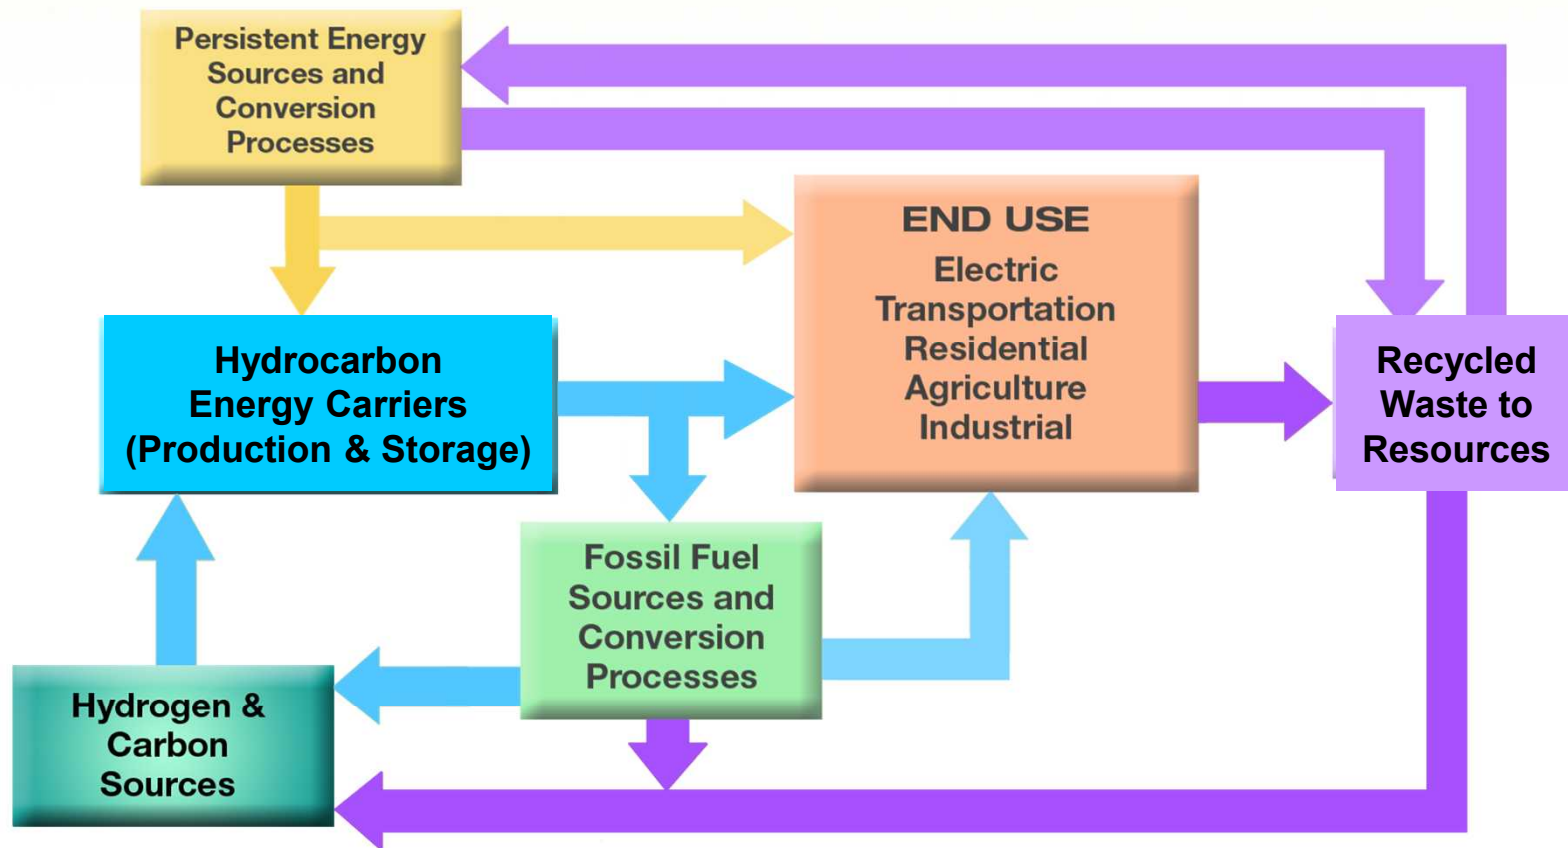 Persistent Energy
Sources and
Conversion
Processes
END USE
Electric
Transportation
Residential
Agriculture
Industrial
Hydrocarbon
Energy Carriers
(Production & Storage)
Recycled
Waste to
Resources
Fossil Fuel
Sources and
Conversion
Processes
Hydrogen &
Carbon
Sources